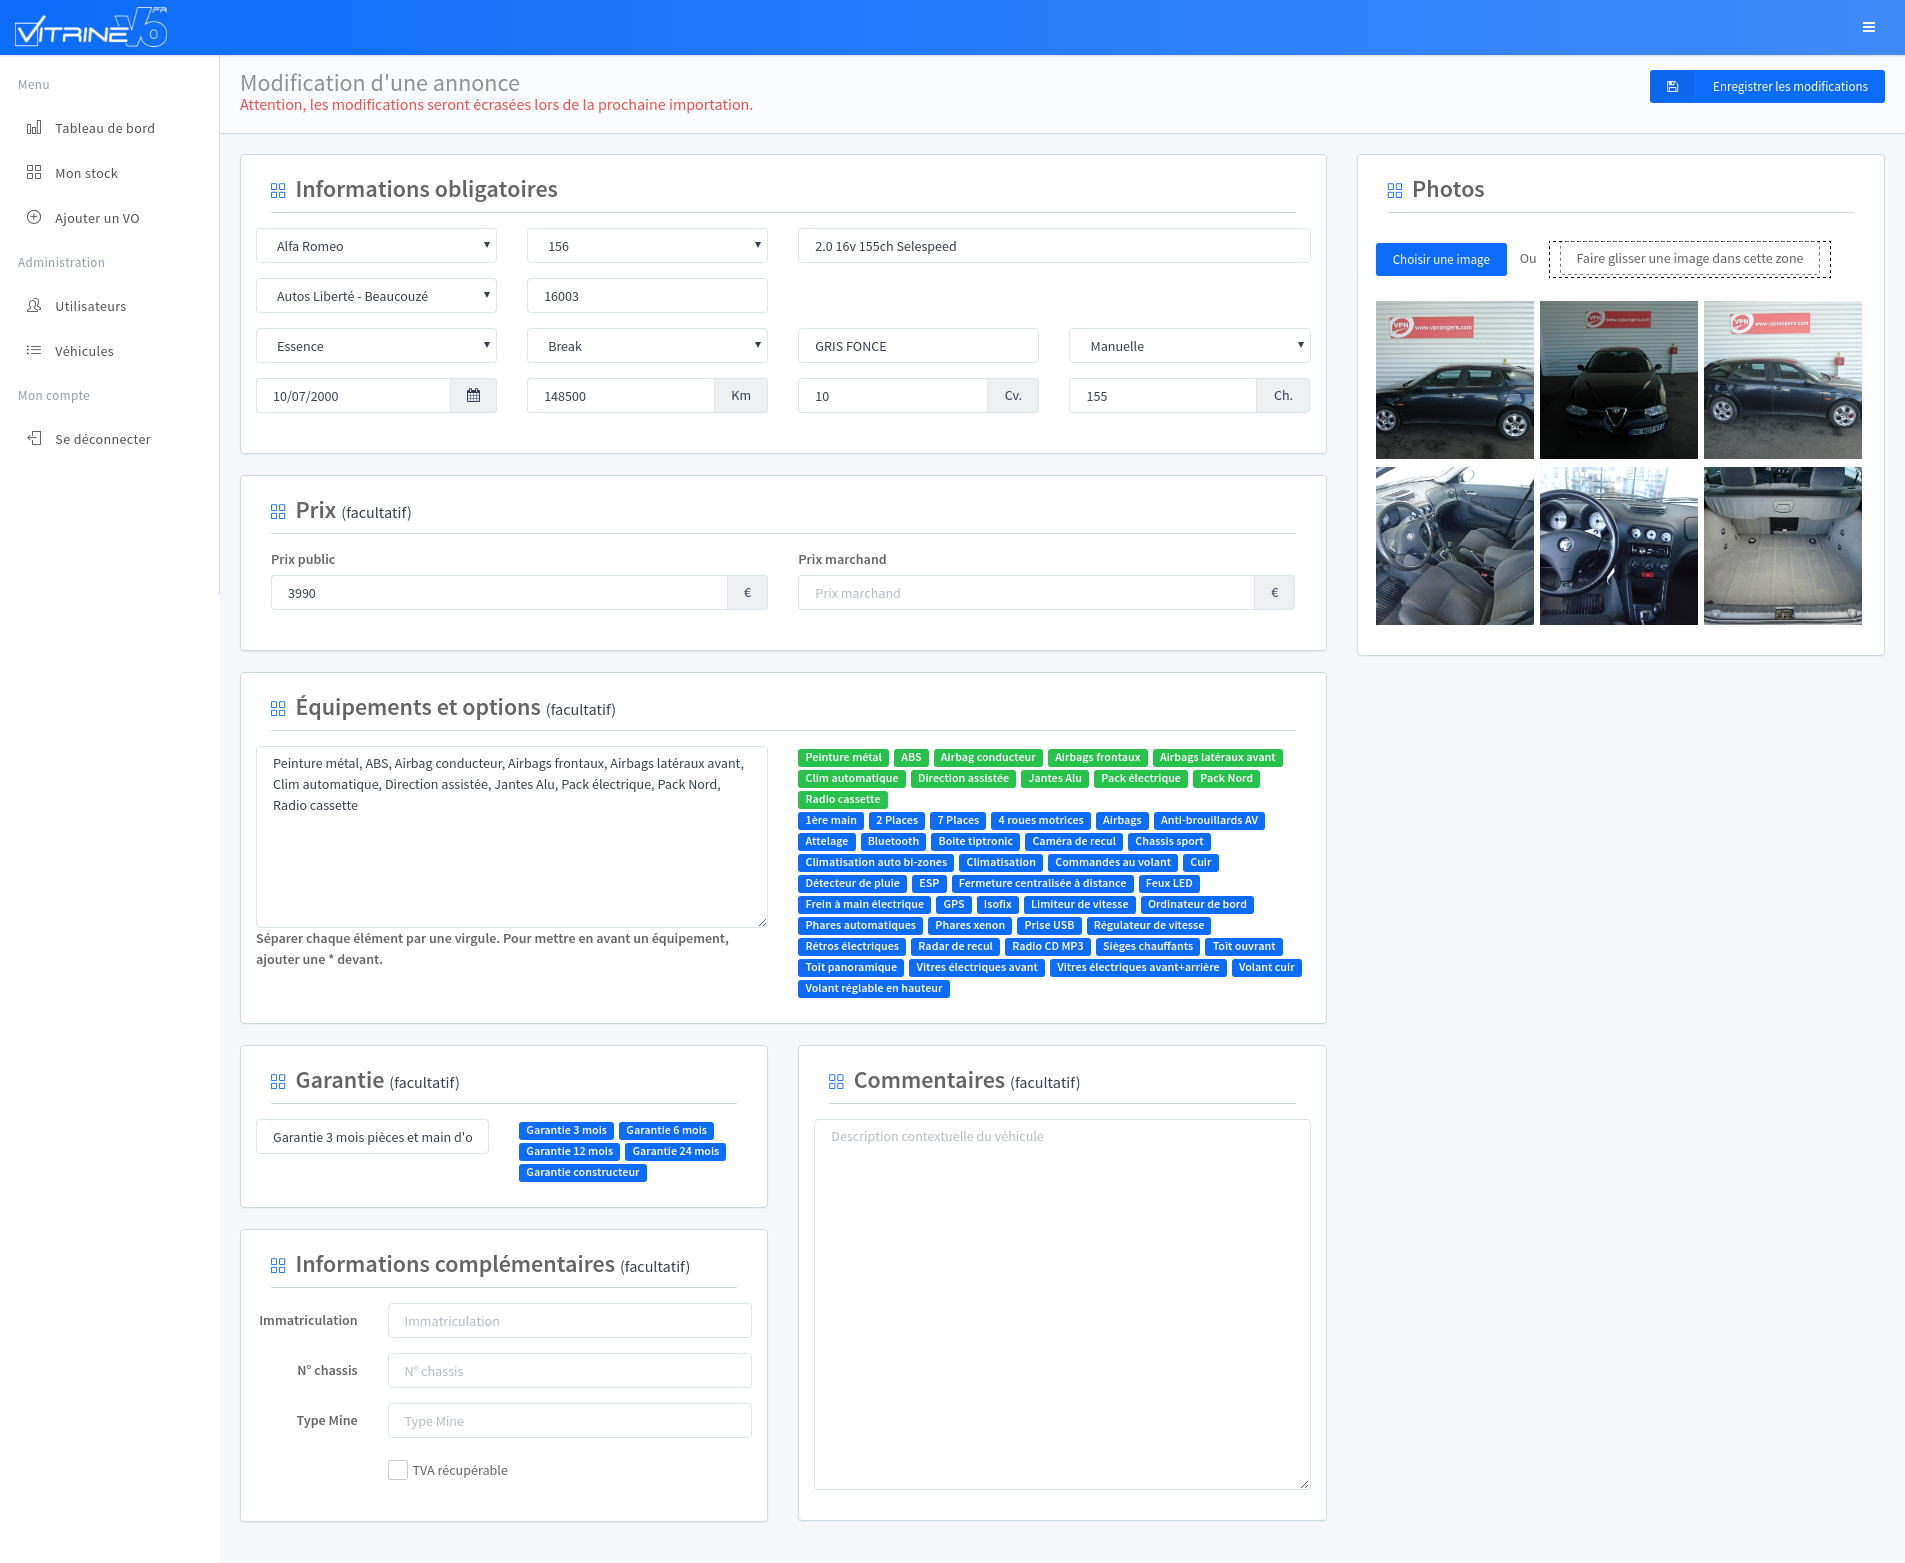 VITRINE V5
Menu
Tableau de bord
Mon stock
Ajouter un VO
Administration
Utilisateurs
Véhicules
Mon compte
Se déconnecter
Modification d'une annonce
Attention, les modifications seront écrasées lors de la prochaine importation.
Enregistrer les modifications
Informations obligatoires
Alfa Romeo 156 2.0 16v 155ch Selespeed
Autos Liberté - Beaucouzé 16003
Essence Break GRIS FONCE Manuelle
10/07/2000 148500 Km 10 Cv. 155 Ch.
Prix (facultatif)
Prix public Prix marchand
3990 € Prix marchand €
Équipements et options (facultatif)
Peinture métal, ABS, Airbag conducteur, Airbags frontaux, Airbags latéraux avant,
Clim automatique, Direction assistée, Jantes Alu, Pack électrique, Pack Nord,
Radio cassette
Séparer chaque élément par une virgule. Pour mettre en avant un équipement,
ajouter une * devant.
Peinture métal ABS Airbag conducteur Airbags frontaux Airbags latéraux avant
Clim automatique Direction assistée Jantes Alu Pack électrique Pack Nord
Radio cassette
1ère main 2 Places 7 Places 4 roues motrices Airbags Anti-brouillards AV
Attelage Bluetooth Boite tiptronic Caméra de recul Chassis sport
Climatisation auto bi-zones Climatisation Commandes au volant Cuir
Détecteur de pluie ESP Fermeture centralisée à distance Feux LED
Frein à main électrique GPS Isofix Limiteur de vitesse Ordinateur de bord
Phares automatiques Phares xenon Prise USB Régulateur de vitesse
Rétros électriques Radar de recul Radio CD MP3 Sièges chauffants Toit ouvrant
Toit panoramique Vitres électriques avant Vitres électriques avant+arrière Volant cuir
Volant réglable en hauteur
Garantie (facultatif)
Garantie 3 mois pièces et main d'o
Garantie 3 mois Garantie 6 mois
Garantie 12 mois Garantie 24 mois
Garantie constructeur
Informations complémentaires (facultatif)
Immatriculation Immatriculation
N° chassis N° chassis
Type Mine Type Mine
TVA récupérable
Commentaires (facultatif)
Description contextuelle du véhicule
Photos
Choisir une image Ou Faire glisser une image dans cette zone
VPN www.vpnangers.com
VPN www.vpnangers.com
VPN www.vpnangers.com